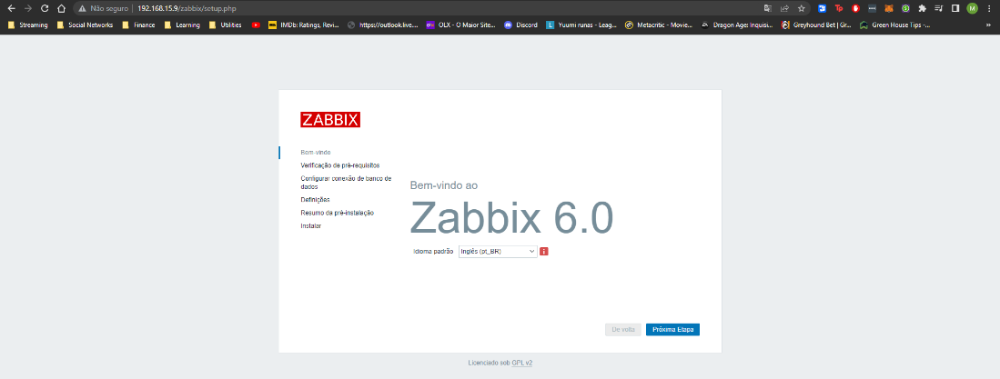 Não seguro 192.168.15.9/zabbix/setup.php
Streaming Social Networks Finance Learning Utilities IMDb: Ratings, Revi... https://outlook.live.... OLX - O Maior Site... Discord Yuumi runas - Leag... Metacritic - Movie... Dragon Age: Inquisi... Greyhound Bet | Gr... Green House Tips -... »
ZABBIX
Bem-vindo
Verificação de pré-requisitos
Configurar conexão de banco de
dados
Definições
Resumo da pré-instalação
Instalar
Bem-vindo ao
Zabbix 6.0
Idioma padrão Inglês (pt_BR)
De volta Próxima Etapa
Licenciado sob GPL v2